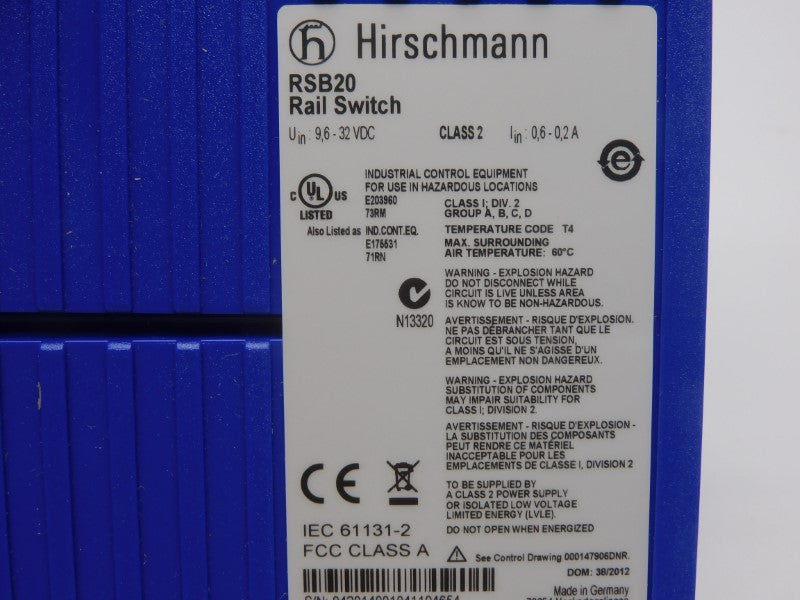 h Hirschmann
RSB20
Rail Switch
Uin: 9,6 - 32 VDC CLASS 2 Iin: 0,6 - 0,2 A
INDUSTRIAL CONTROL EQUIPMENT
FOR USE IN HAZARDOUS LOCATIONS
c UL US
LISTED
E203960
73RM
CLASS I; DIV. 2
GROUP A, B, C, D
Also Listed as IND.CONT.EQ.
E175531
71RN
TEMPERATURE CODE T4
MAX. SURROUNDING
AIR TEMPERATURE: 60°C
e
N13320
WARNING - EXPLOSION HAZARD
DO NOT DISCONNECT WHILE
CIRCUIT IS LIVE UNLESS AREA
IS KNOW TO BE NON-HAZARDOUS.
AVERTISSEMENT - RISQUE D'EXPLOSION.
NE PAS DÉBRANCHER TANT QUE LE
CIRCUIT EST SOUS TENSION,
A MOINS QU'IL NE S'AGISSE D'UN
EMPLACEMENT NON DANGEREUX.
WARNING - EXPLOSION HAZARD
SUBSTITUTION OF COMPONENTS
MAY IMPAIR SUITABILITY FOR
CLASS I; DIVISION 2.
AVERTISSEMENT - RISQUE D'EXPLOSION -
LA SUBSTITUTION DES COMPOSANTS
PEUT RENDRE CE MATÉRIEL
INACCEPTABLE POUR LES
EMPLACEMENTS DE CLASSE I, DIVISION 2
TO BE SUPPLIED BY
A CLASS 2 POWER SUPPLY
OR ISOLATED LOW VOLTAGE
LIMITED ENERGY (LVLE).
DO NOT OPEN WHEN ENERGIZED
CE
IEC 61131-2
FCC CLASS A
See Control Drawing 000147906DNR.
DOM: 38/2012
Made in Germany
S/N: